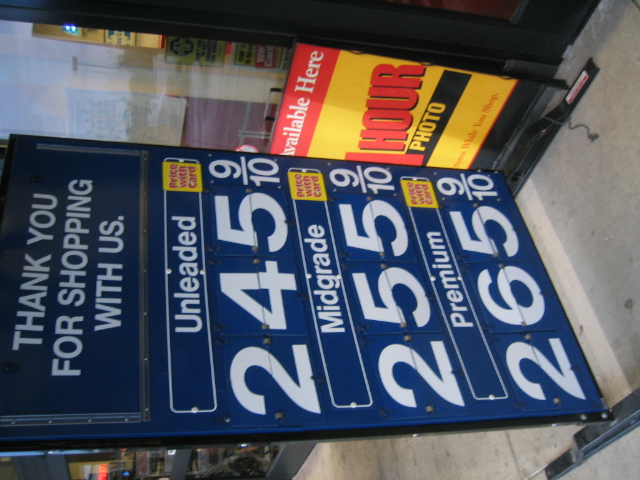 THANK YOU
FOR SHOPPING
WITH US.
Unleaded
Price
with
Card
245 9/10
Midgrade
Price
with
Card
255 9/10
Premium
Price
with
Card
265 9/10
Available Here
1 HOUR
PHOTO
While You Shop.